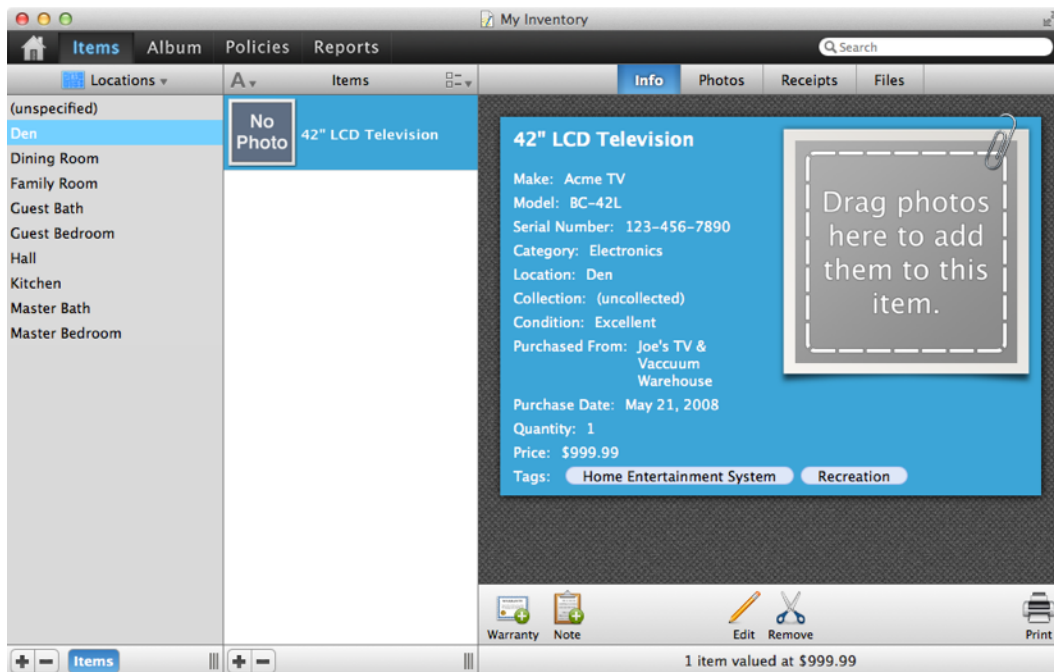 My Inventory
Items Album Policies Reports Search
Locations
(unspecified)
Den
Dining Room
Family Room
Guest Bath
Guest Bedroom
Hall
Kitchen
Master Bath
Master Bedroom
Items
A Items
No
Photo
42" LCD Television
Info Photos Receipts Files
42" LCD Television
Make: Acme TV
Model: BC-42L
Serial Number: 123-456-7890
Category: Electronics
Location: Den
Collection: (uncollected)
Condition: Excellent
Purchased From: Joe's TV &
Vaccuum
Warehouse
Purchase Date: May 21, 2008
Quantity: 1
Price: $999.99
Tags: Home Entertainment System Recreation
Drag photos
here to add
them to this
item.
Warranty Note Edit Remove Print
1 item valued at $999.99